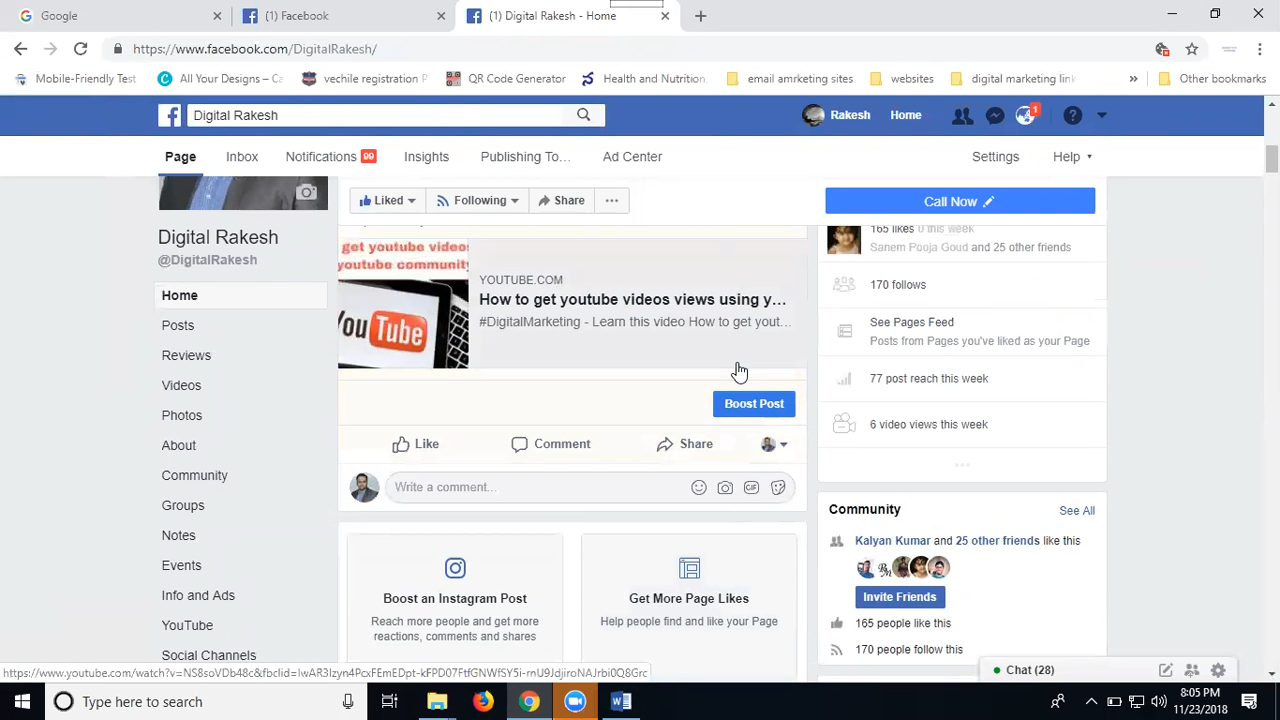 Google
(1) Facebook
(1) Digital Rakesh - Home
https://www.facebook.com/DigitalRakesh/
Mobile-Friendly Test
All Your Designs – Ca
vechile registration P
QR Code Generator
Health and Nutrition
email amrketing sites
websites
digital marketing link
Other bookmarks
Digital Rakesh
Rakesh
Home
1
Page
Inbox
Notifications 99
Insights
Publishing To...
Ad Center
Settings
Help
Liked
Following
Share
Call Now
Digital Rakesh
@DigitalRakesh
Home
Posts
Reviews
Videos
Photos
About
Community
Groups
Notes
Events
Info and Ads
YouTube
Social Channels
get youtube videos
youtube community
YouTube
YOUTUBE.COM
How to get youtube videos views using y...
#DigitalMarketing - Learn this video How to get yout...
Boost Post
Like
Comment
Share
Write a comment...
GIF
Boost an Instagram Post
Reach more people and get more
reactions, comments and shares
Get More Page Likes
Help people find and like your Page
165 likes 0 this week
Sanem Pooja Goud and 25 other friends
170 follows
See Pages Feed
Posts from Pages you've liked as your Page
77 post reach this week
6 video views this week
Community
See All
Kalyan Kumar and 25 other friends like this
Invite Friends
165 people like this
170 people follow this
Chat (28)
Type here to search
8:05 PM
11/23/2018